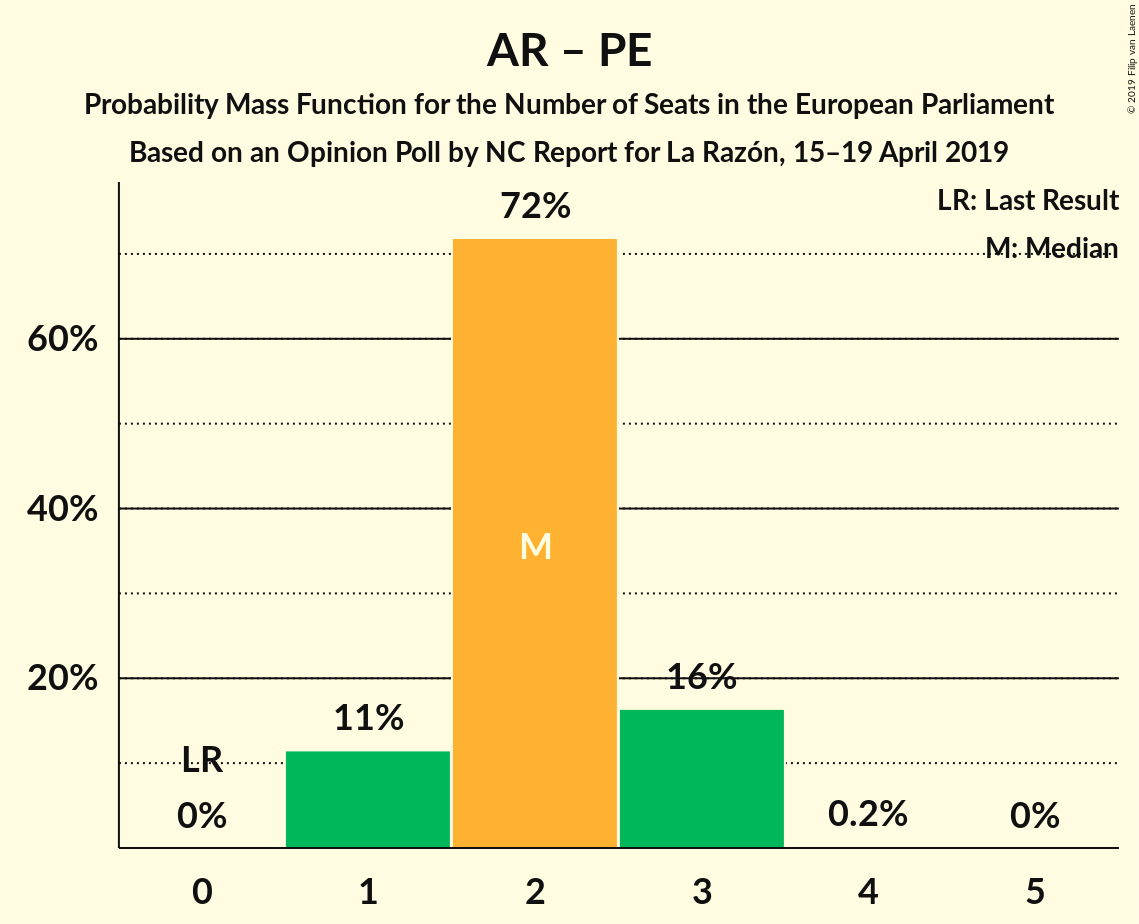 AR – PE
Probability Mass Function for the Number of Seats in the European Parliament
Based on an Opinion Poll by NC Report for La Razón, 15–19 April 2019
© 2019 Filip van Laenen
LR: Last Result
M: Median
72%
60%
40%
M
20%
16%
11%
LR
0%
0.2%
0%
0 1 2 3 4 5